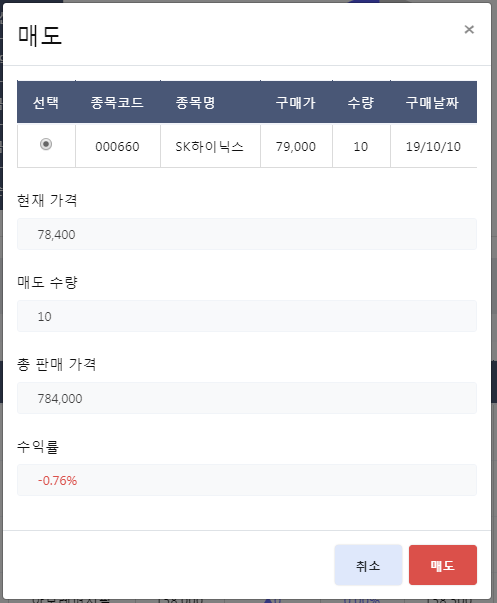 매도
×
선택 종목코드 종목명 구매가 수량 구매날짜
000660 SK하이닉스 79,000 10 19/10/10
현재 가격
78,400
매도 수량
10
총 판매 가격
784,000
수익률
-0.76%
취소 매도